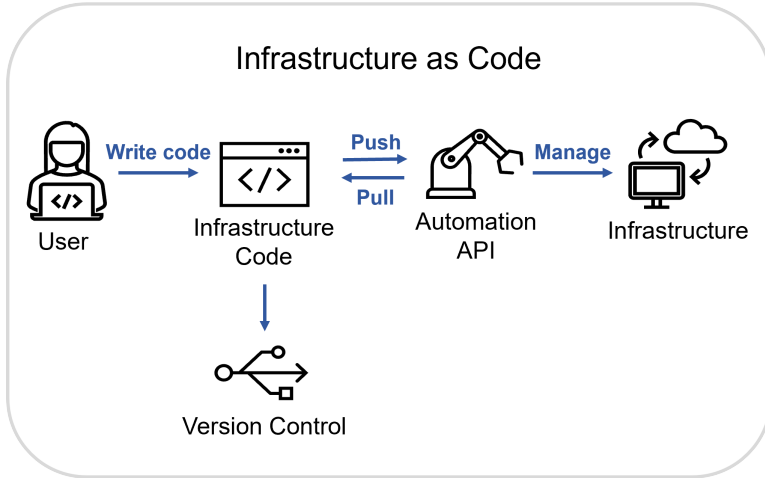 Infrastructure as Code
Write code
Push
Pull
Manage
</>
</>
User
Infrastructure
Code
Automation
API
Infrastructure
Version Control